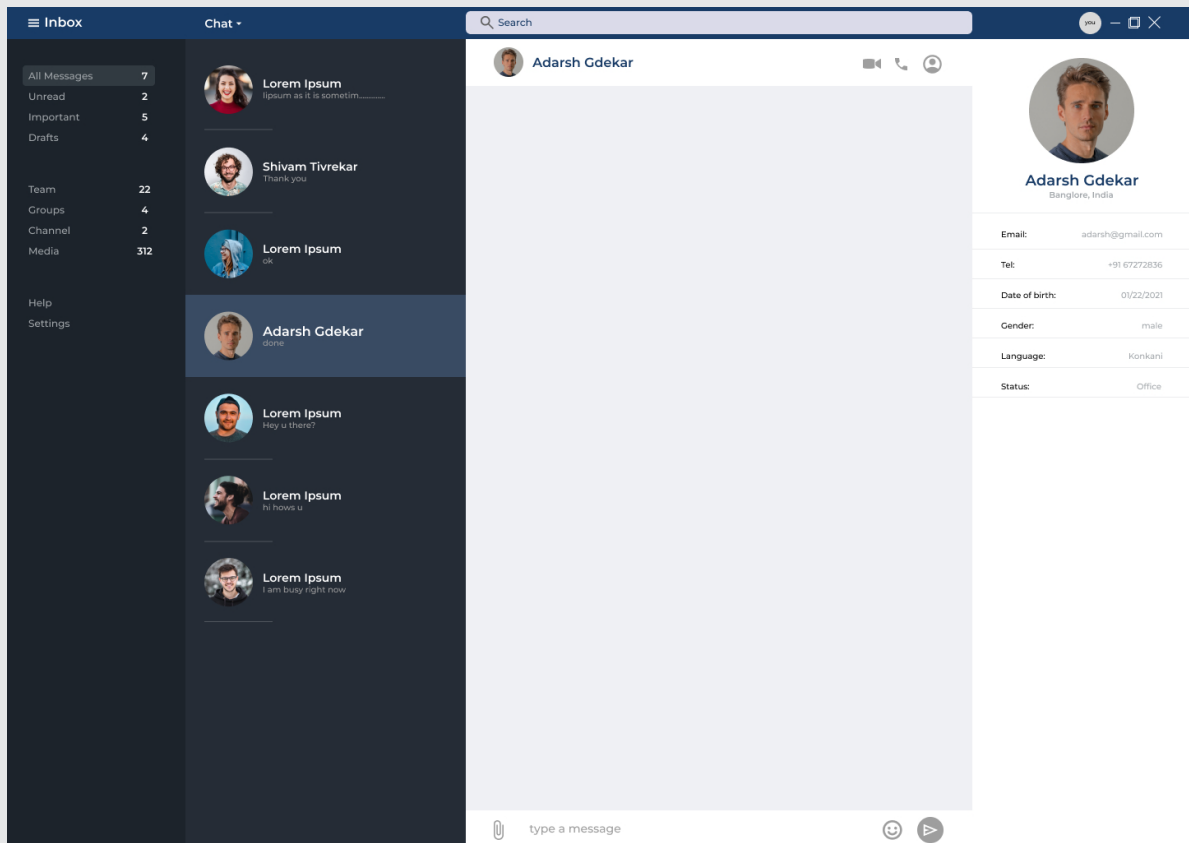 Inbox
Chat
Search
you
All Messages 7
Unread 2
Important 5
Drafts 4
Team 22
Groups 4
Channel 2
Media 312
Help
Settings
Lorem Ipsum
lipsum as it is sometim.............
Shivam Tivrekar
Thank you
Lorem Ipsum
ok
Adarsh Gdekar
done
Lorem Ipsum
Hey u there?
Lorem Ipsum
hi hows u
Lorem Ipsum
I am busy right now
Adarsh Gdekar
type a message
Adarsh Gdekar
Banglore, India
Email: adarsh@gmail.com
Tel: +91 67272836
Date of birth: 01/22/2021
Gender: male
Language: Konkani
Status: Office